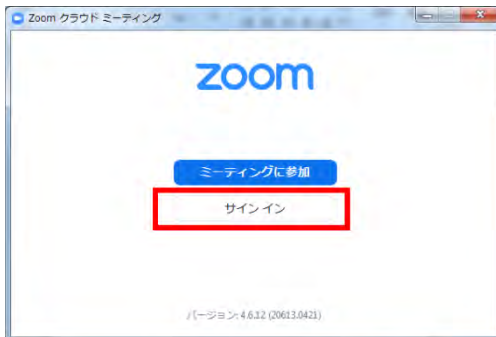 Zoom クラウド ミーティング
zoom
ミーティングに参加
サイン イン
バージョン: 4.6.12 (20613.0421)